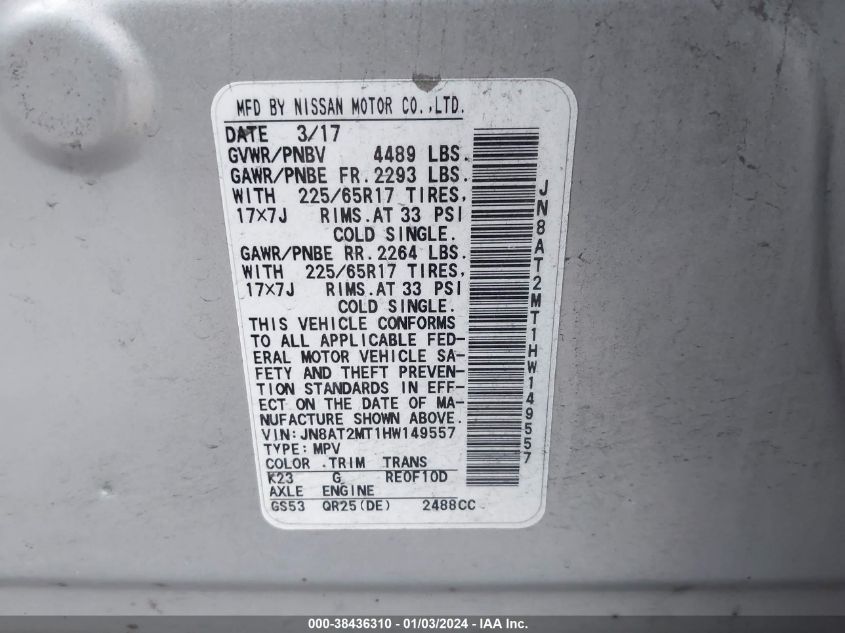 MFD BY NISSAN MOTOR CO.,LTD.
DATE 3/17
GVWR/PNBV 4489 LBS.
GAWR/PNBE FR.2293 LBS.
WITH 225/65R17 TIRES,
17×7J RIMS.AT 33 PSI
COLD SINGLE.
GAWR/PNBE RR.2264 LBS.
WITH 225/65R17 TIRES,
17×7J RIMS.AT 33 PSI
COLD SINGLE.
THIS VEHICLE CONFORMS
TO ALL APPLICABLE FED-
ERAL MOTOR VEHICLE SA-
FETY AND THEFT PREVEN-
TION STANDARDS IN EFF-
ECT ON THE DATE OF MA-
NUFACTURE SHOWN ABOVE.
VIN:JN8AT2MT1HW149557
TYPE:MPV
COLOR .TRIM TRANS
K23 G RE0F10D
AXLE ENGINE
GS53 QR25(DE) 2488CC
JN8AT2MT1HW149557
000-38436310 - 01/03/2024 - IAA Inc.